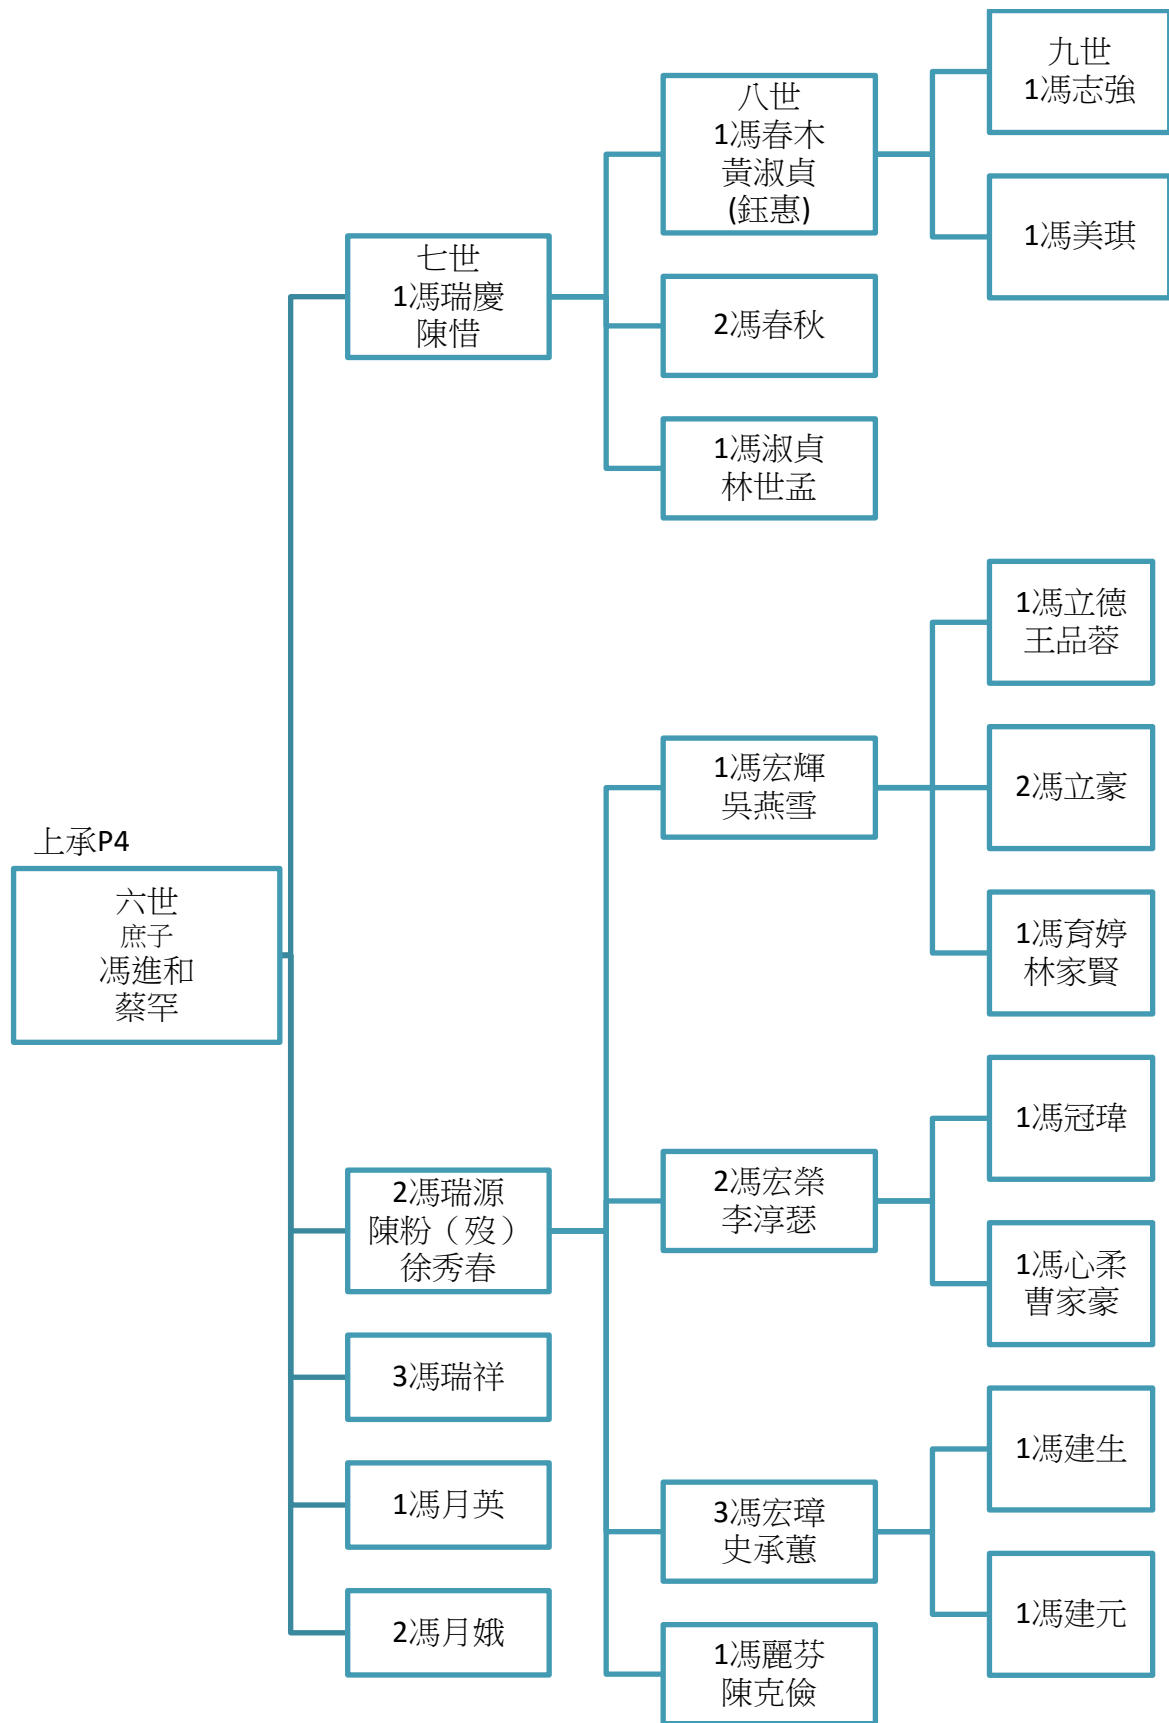 上承P4
六世
庶子
馮進和
蔡罕
七世
1馮瑞慶
陳惜
八世
1馮春木
黃淑貞
(鈺惠)
九世
1馮志強
1馮美琪
2馮春秋
1馮淑貞
林世孟
2馮瑞源
陳粉（歿）
徐秀春
1馮宏輝
吳燕雪
1馮立德
王品蓉
2馮立豪
1馮育婷
林家賢
2馮宏榮
李淳瑟
1馮冠瑋
1馮心柔
曹家豪
3馮宏璋
史承蕙
1馮建生
1馮建元
1馮麗芬
陳克儉
3馮瑞祥
1馮月英
2馮月娥